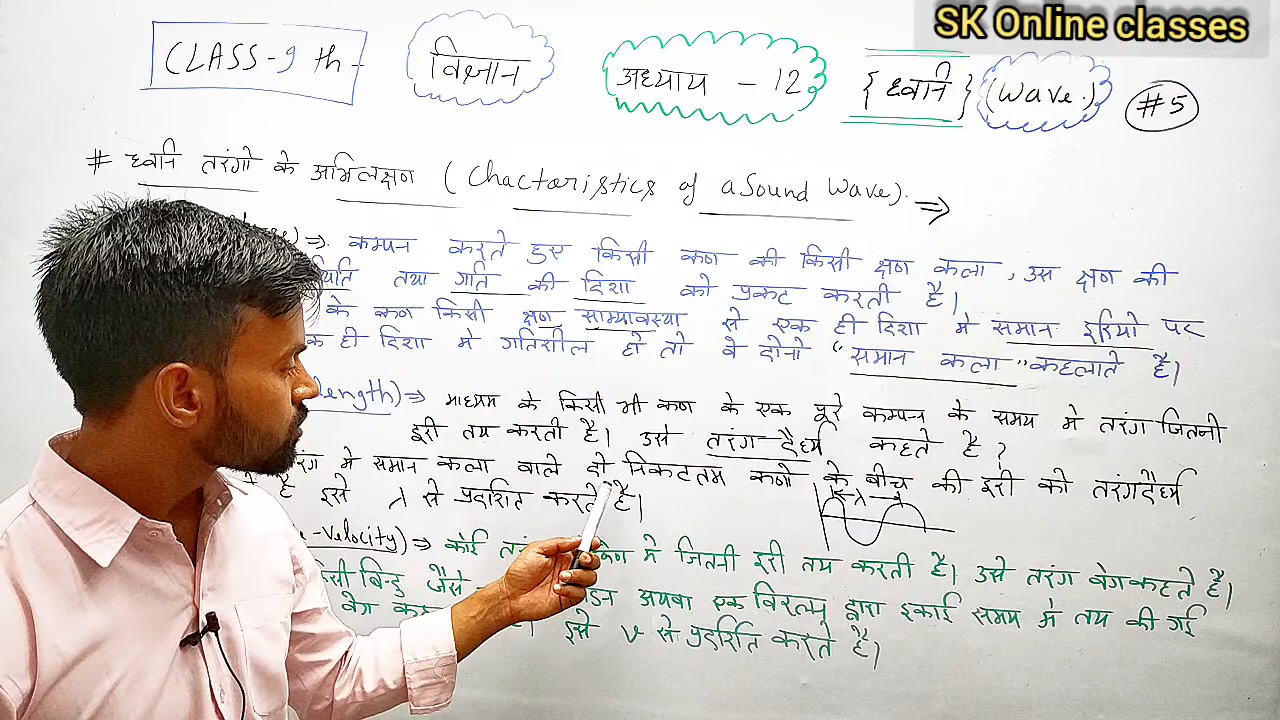 SK Online classes
CLASS-9 th- विज्ञान अध्याय - 12 {ध्वनि} (Wave.) #5
# ध्वनि तरंगो के अभिलक्षण (Chactaristics of a Sound Wave). ⇒
⇒. कम्पन करते हुए किसी कण की किसी क्षण कला, उस क्षण की
तथा गति की दिशा को प्रकट करती है।
के कण किसी क्षण साम्यावस्था से एक ही दिशा मे समान दुरियो पर
ही दिशा मे गतिशील हो तो वे दोनो "समान कला" कहलाते है।
length) ⇒ माध्यम के किसी भी कण के एक पूरे कम्पन्न के समय मे तरंग जितनी
दूरी तय करती है। उसे तरंग-दैर्ध्य कहते है ?
मे समान कला वाले दो निकटतम कणो के बीच की दूरी को तरंगदैर्ध्य
है इसे λ से प्रदर्शित करते है।
λ
-velocity) ⇒ कोई मे जितनी दूरी तय करती है। उसे तरंग वेग कहते है।
बिन्दु जैसे अथवा एक विरलन द्वारा इकाई समय मे तय की गई
वेग इसे v से प्रदर्शित करते है।